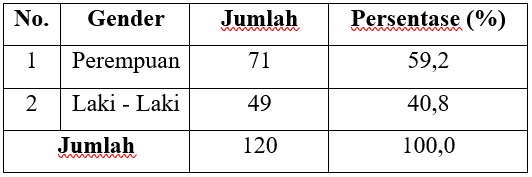 No. Gender Jumlah Persentase (%)
1 Perempuan 71 59,2
2 Laki - Laki 49 40,8
Jumlah 120 100,0